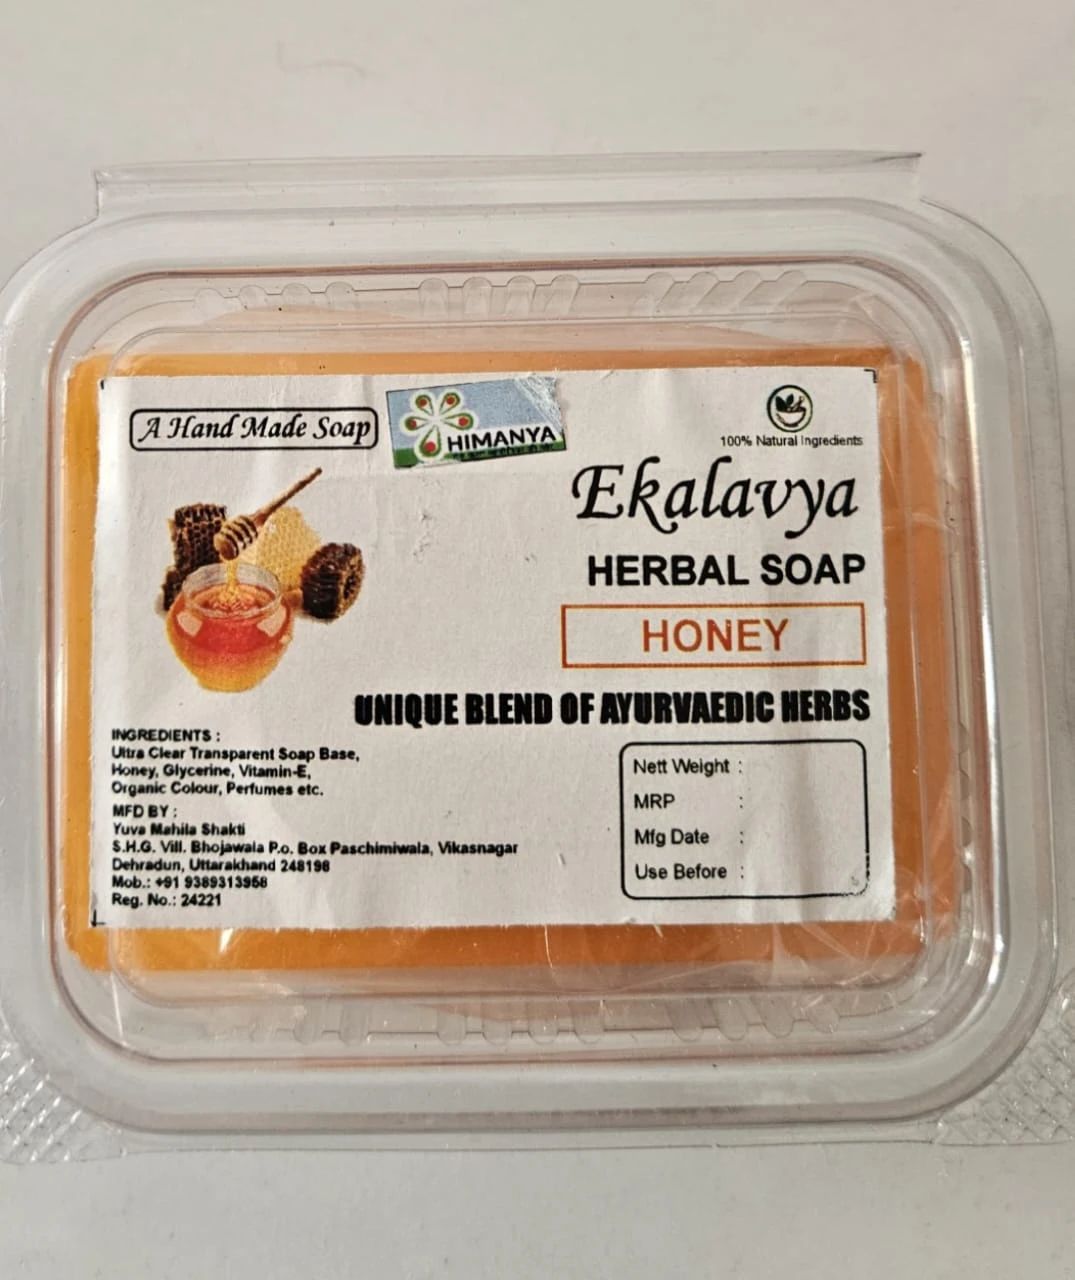 A Hand Made Soap
HIMANYA
100% Natural Ingredients
Ekalavya
HERBAL SOAP
HONEY
UNIQUE BLEND OF AYURVAEDIC HERBS
INGREDIENTS :
Ultra Clear Transparent Soap Base,
Honey, Glycerine, Vitamin-E,
Organic Colour, Perfumes etc.
MFD BY :
Yuva Mahila Shakti
S.H.G. Vill. Bhojawala P.o. Box Paschimiwala, Vikasnagar
Dehradun, Uttarakhand 248198
Mob.: +91 9389313958
Reg. No.: 24221
Nett Weight :
MRP :
Mfg Date :
Use Before :